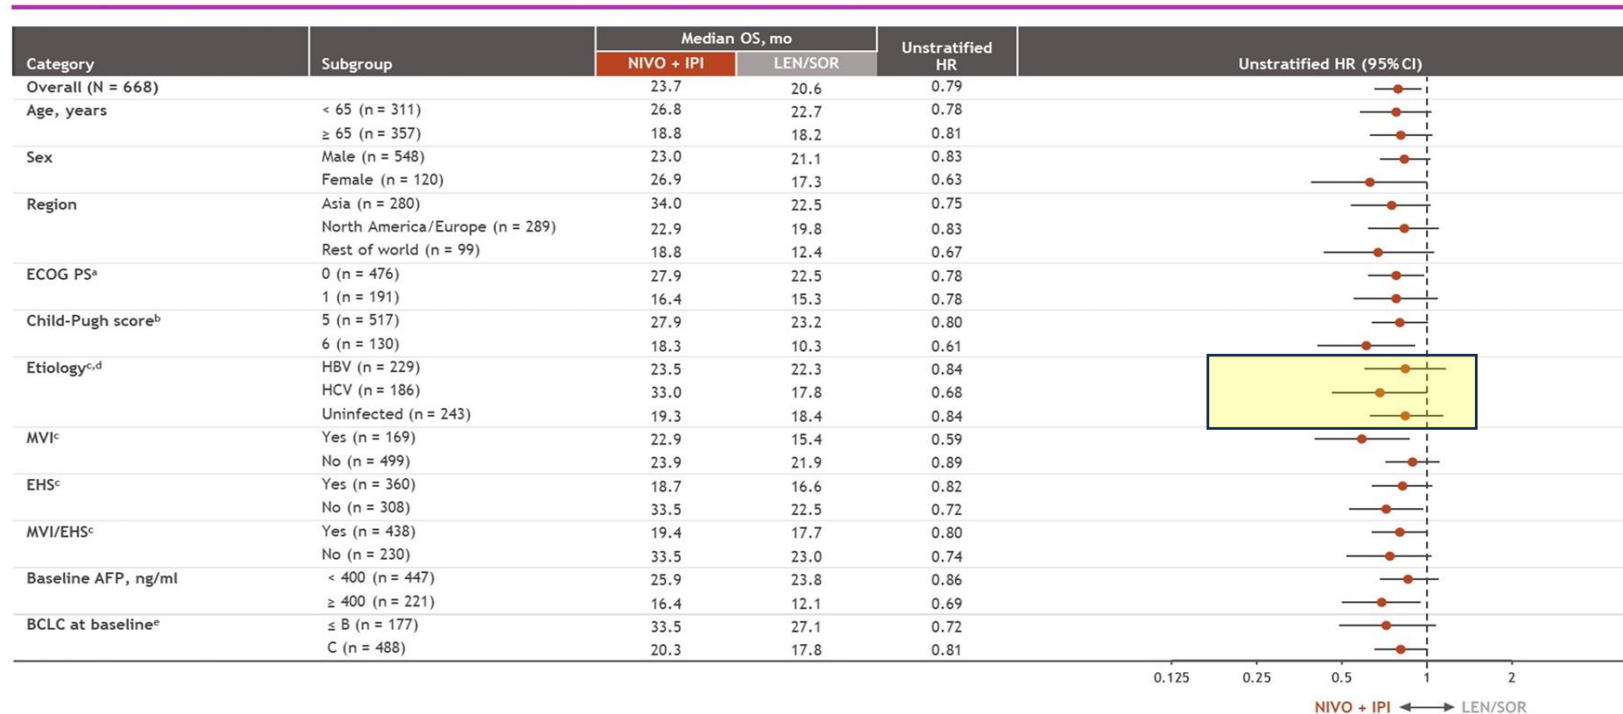 Median OS, mo
Category Subgroup NIVO + IPI LEN/SOR Unstratified HR Unstratified HR (95% CI)
Overall (N = 668) 23.7 20.6 0.79
Age, years < 65 (n = 311) 26.8 22.7 0.78
≥ 65 (n = 357) 18.8 18.2 0.81
Sex Male (n = 548) 23.0 21.1 0.83
Female (n = 120) 26.9 17.3 0.63
Region Asia (n = 280) 34.0 22.5 0.75
North America/Europe (n = 289) 22.9 19.8 0.83
Rest of world (n = 99) 18.8 12.4 0.67
ECOG PSᵃ 0 (n = 476) 27.9 22.5 0.78
1 (n = 191) 16.4 15.3 0.78
Child-Pugh scoreᵇ 5 (n = 517) 27.9 23.2 0.80
6 (n = 130) 18.3 10.3 0.61
Etiologyᶜ,ᵈ HBV (n = 229) 23.5 22.3 0.84
HCV (n = 186) 33.0 17.8 0.68
Uninfected (n = 243) 19.3 18.4 0.84
MVIᶜ Yes (n = 169) 22.9 15.4 0.59
No (n = 499) 23.9 21.9 0.89
EHSᶜ Yes (n = 360) 18.7 16.6 0.82
No (n = 308) 33.5 22.5 0.72
MVI/EHSᶜ Yes (n = 438) 19.4 17.7 0.80
No (n = 230) 33.5 23.0 0.74
Baseline AFP, ng/ml < 400 (n = 447) 25.9 23.8 0.86
≥ 400 (n = 221) 16.4 12.1 0.69
BCLC at baselineᵉ ≤ B (n = 177) 33.5 27.1 0.72
C (n = 488) 20.3 17.8 0.81
0.125 0.25 0.5 1 2
NIVO + IPI LEN/SOR